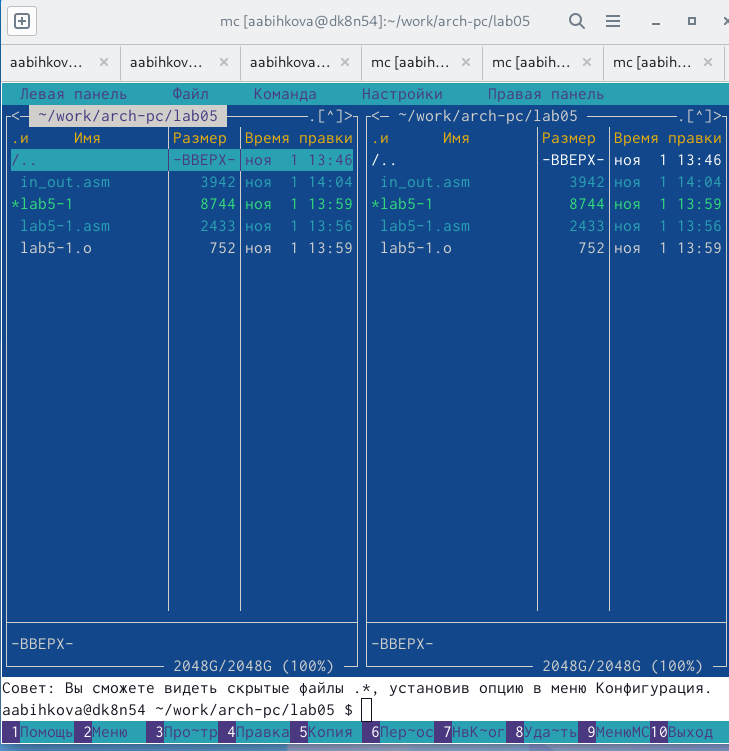 mc [aabihkova@dk8n54]:~/work/arch-pc/lab05
aabihkov… × aabihkov… × aabihkova… × mc [aabih… × mc [aabih… × mc [aabih… ×
Левая панель Файл Команда Настройки Правая панель
<─ ~/work/arch-pc/lab05 .[^]> <─ ~/work/arch-pc/lab05 .[^]>
.и Имя Размер Время правки .и Имя Размер Время правки
/.. -ВВЕРХ- ноя 1 13:46 /.. -ВВЕРХ- ноя 1 13:46
in_out.asm 3942 ноя 1 14:04 in_out.asm 3942 ноя 1 14:04
*lab5-1 8744 ноя 1 13:59 *lab5-1 8744 ноя 1 13:59
lab5-1.asm 2433 ноя 1 13:56 lab5-1.asm 2433 ноя 1 13:56
lab5-1.o 752 ноя 1 13:59 lab5-1.o 752 ноя 1 13:59
-ВВЕРХ- -ВВЕРХ-
2048G/2048G (100%) 2048G/2048G (100%)
Совет: Вы сможете видеть скрытые файлы .*, установив опцию в меню Конфигурация.
aabihkova@dk8n54 ~/work/arch-pc/lab05 $
1Помощь 2Меню 3Про~тр 4Правка 5Копия 6Пер~ос 7НвК~ог 8Уда~ть 9МенюMC 10Выход